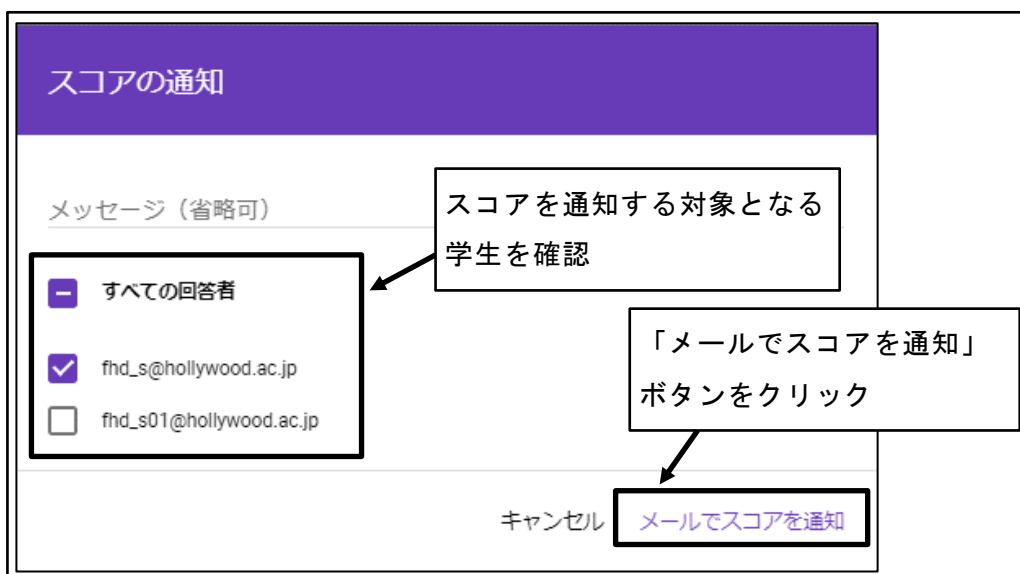 スコアの通知
メッセージ（省略可）
スコアを通知する対象となる
学生を確認
すべての回答者
fhd_s@hollywood.ac.jp
fhd_s01@hollywood.ac.jp
「メールでスコアを通知」
ボタンをクリック
キャンセル メールでスコアを通知